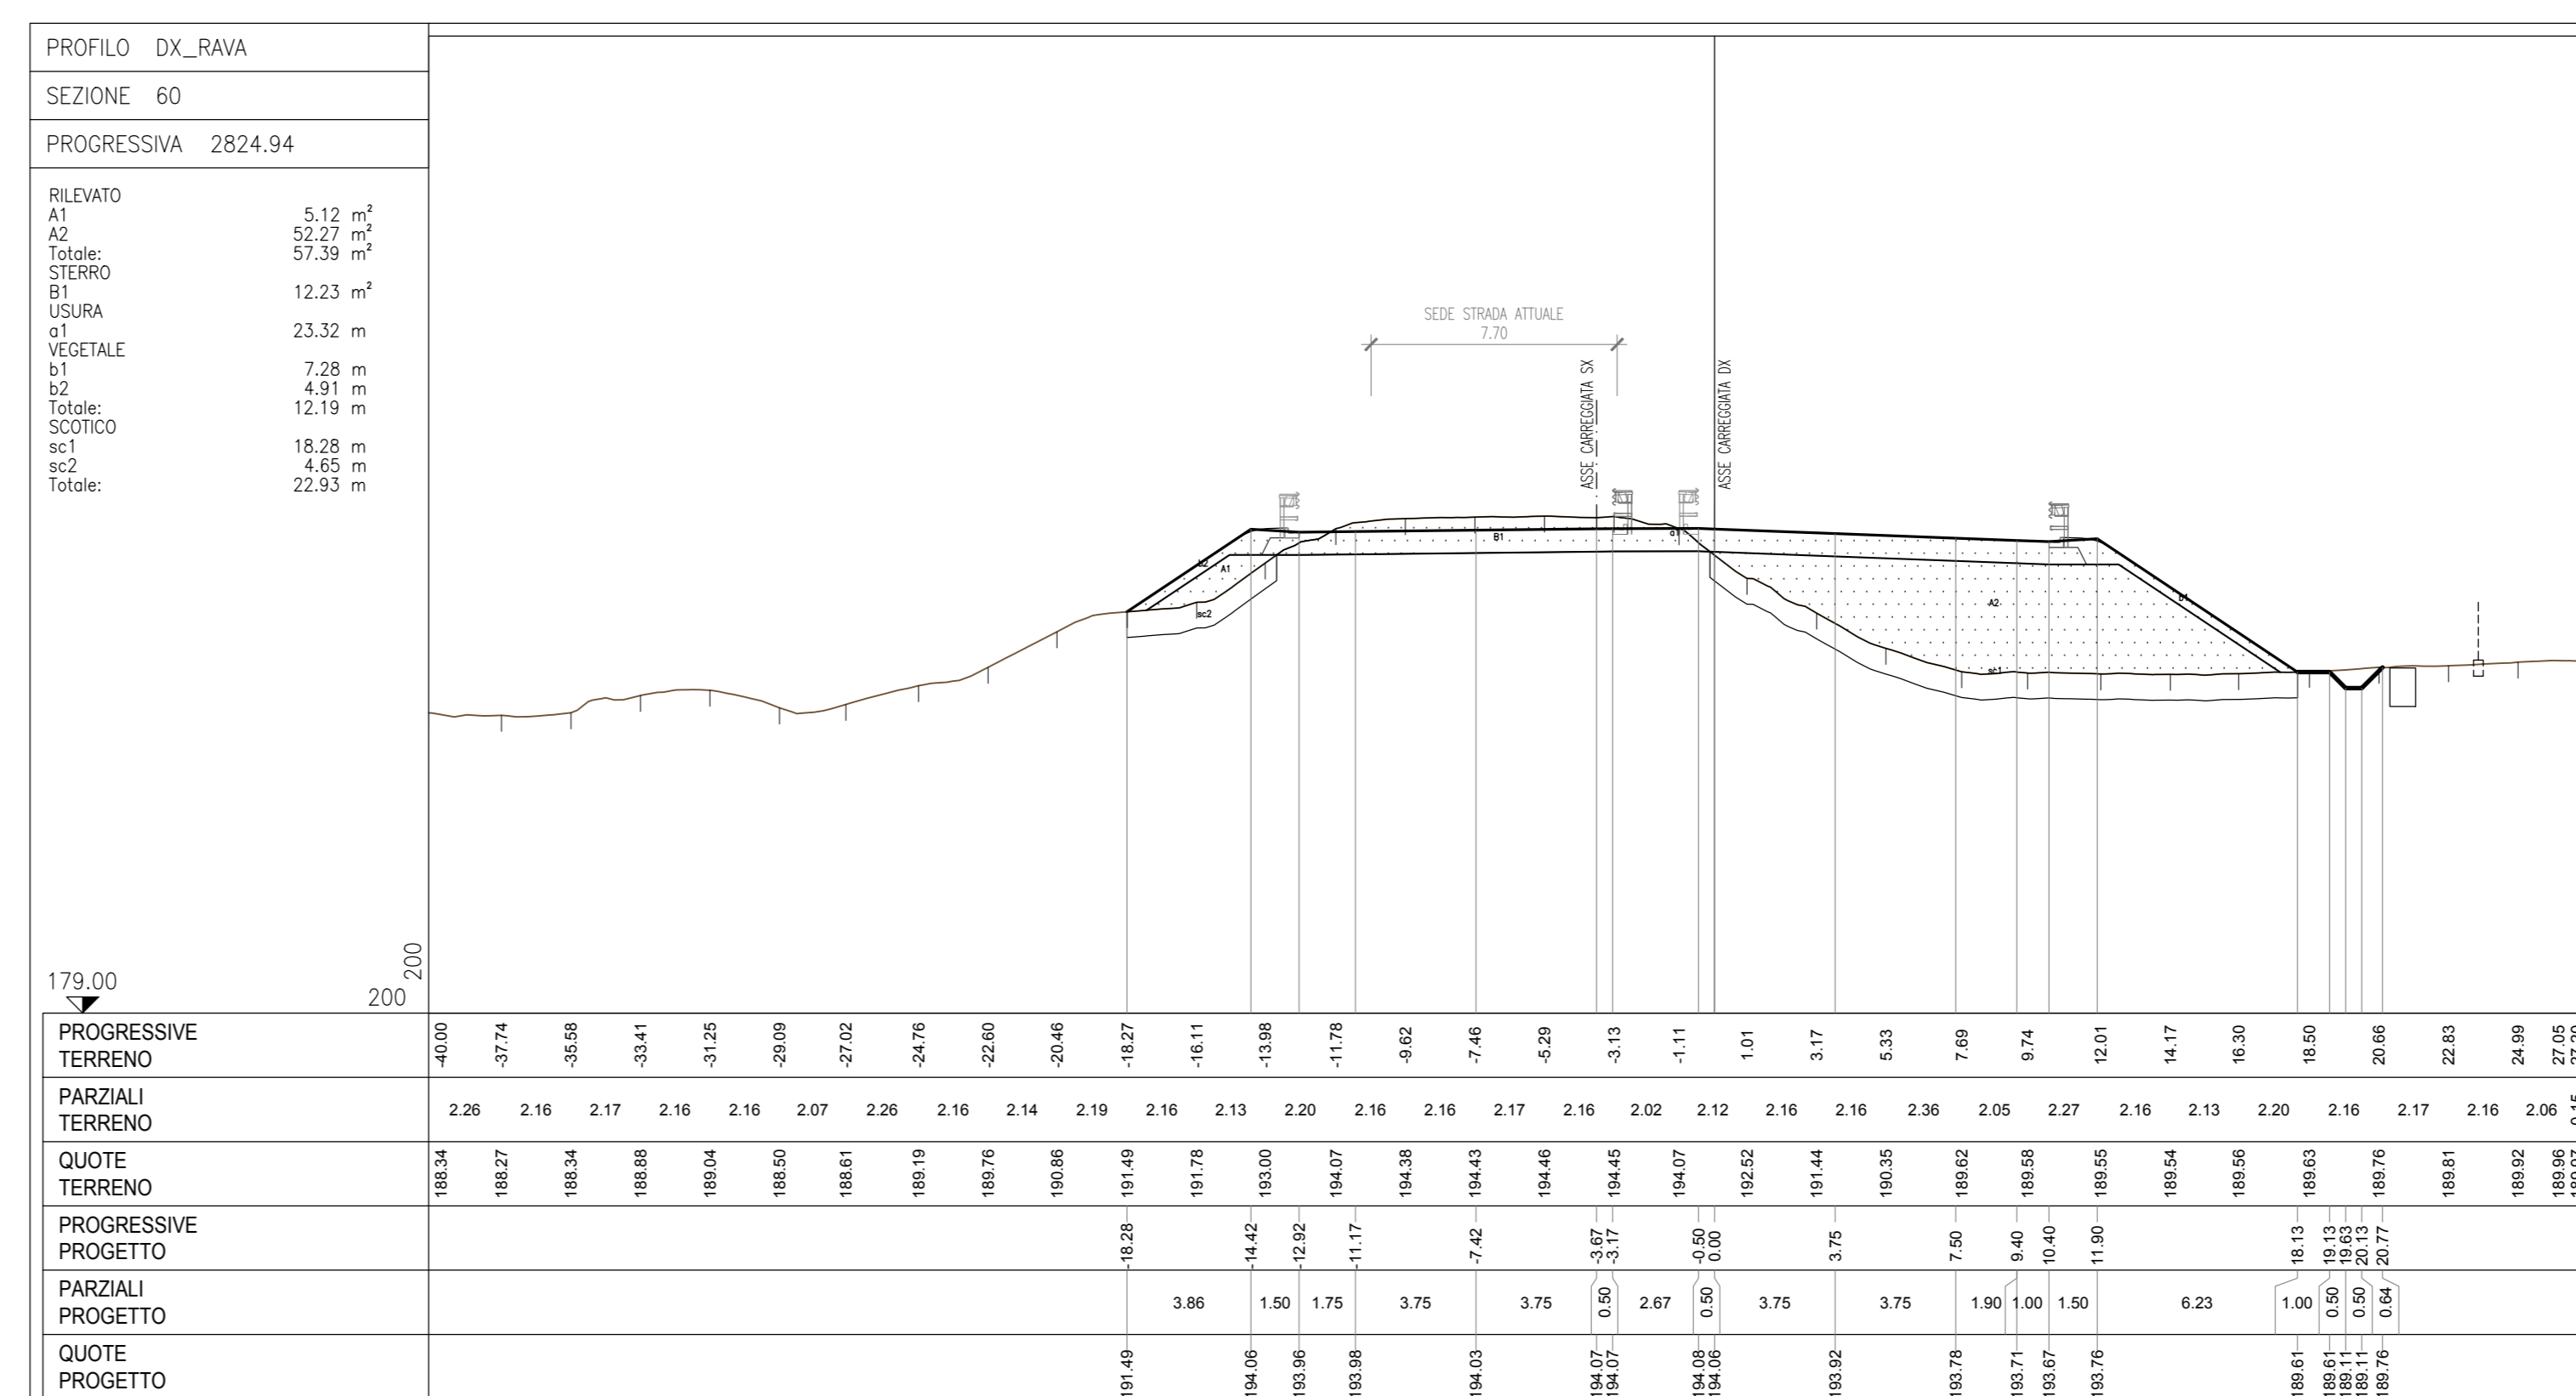 PROFILO DX_RAVA
SEZIONE 60
PROGRESSIVA 2824.94
RILEVATO
A1 5.12 m²
A2 52.27 m²
Totale: 57.39 m²
STERRO
B1 12.23 m²
USURA
a1 23.32 m
VEGETALE
b1 7.28 m
b2 4.91 m
Totale: 12.19 m
SCOTICO
sc1 18.28 m
sc2 4.65 m
Totale: 22.93 m
SEDE STRADA ATTUALE
7.70
ASSE CARREGGIATA SX
ASSE CARREGGIATA DX
B1
a1
b2
A1
sc2
A2
b1
sc1
179.00
200
200
PROGRESSIVE TERRENO
-40.00 -37.74 -35.58 -33.41 -31.25 -29.09 -27.02 -24.76 -22.60 -20.46 -18.27 -16.11 -13.98 -11.78 -9.62 -7.46 -5.29 -3.13 -1.11 1.01 3.17 5.33 7.69 9.74 12.01 14.17 16.30 18.50 20.66 22.83 24.99 27.05
PARZIALI TERRENO
2.26 2.16 2.17 2.16 2.16 2.07 2.26 2.16 2.14 2.19 2.16 2.13 2.20 2.16 2.16 2.17 2.16 2.02 2.12 2.16 2.16 2.36 2.05 2.27 2.16 2.13 2.20 2.16 2.17 2.16 2.06 0.15
QUOTE TERRENO
188.34 188.27 188.34 188.88 189.04 188.50 188.61 189.19 189.76 190.86 191.49 191.78 193.00 194.07 194.38 194.43 194.46 194.45 194.07 192.52 191.44 190.35 189.62 189.58 189.55 189.54 189.56 189.63 189.76 189.81 189.92 189.96
PROGRESSIVE PROGETTO
-18.28 -14.42 -12.92 -11.17 -7.42 -3.67 -3.17 -0.50 0.00 3.75 7.50 9.40 10.40 11.90 18.13 19.13 19.63 20.13 20.77
PARZIALI PROGETTO
3.86 1.50 1.75 3.75 3.75 0.50 2.67 0.50 3.75 3.75 1.90 1.00 1.50 6.23 1.00 0.50 0.50 0.64
QUOTE PROGETTO
191.49 194.06 193.96 193.98 194.03 194.07 194.07 194.08 194.06 193.92 193.78 193.71 193.67 193.76 189.61 189.61 189.11 189.11 189.76